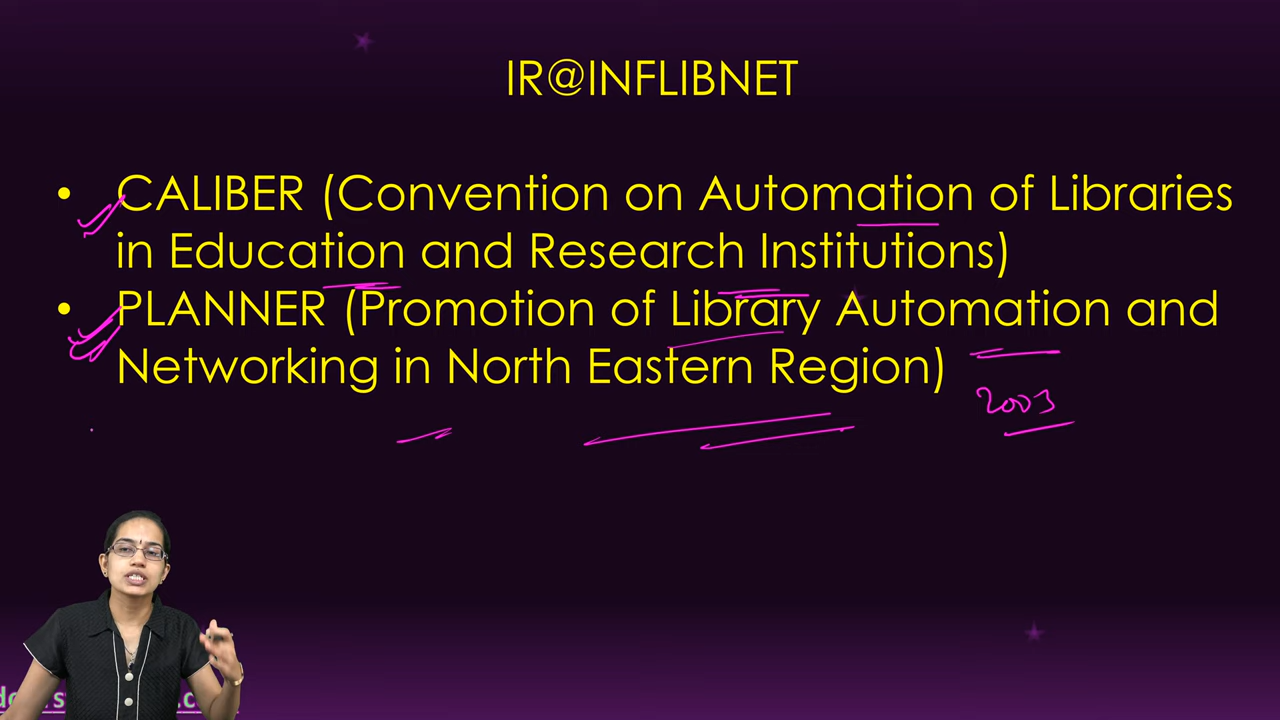 IR@INFLIBNET
• CALIBER (Convention on Automation of Libraries
in Education and Research Institutions)
• PLANNER (Promotion of Library Automation and
Networking in North Eastern Region)
2003